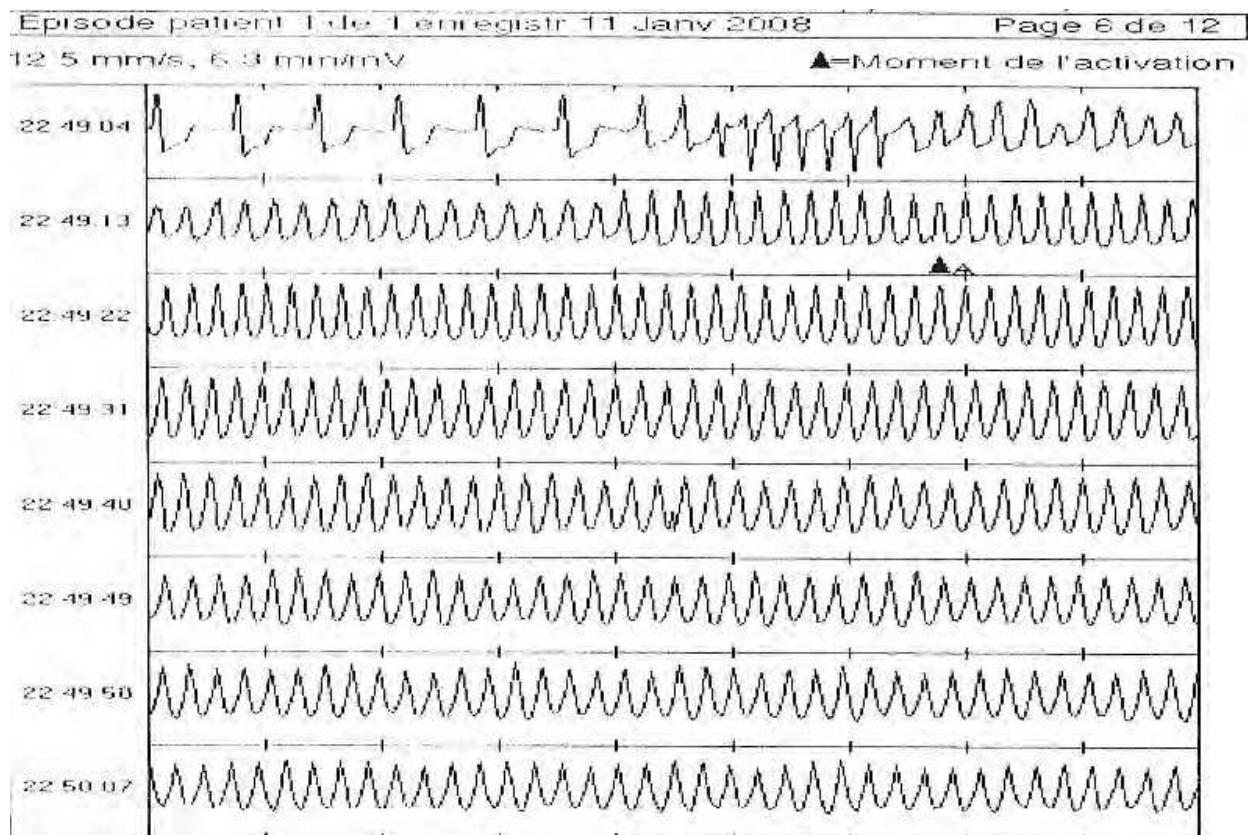 Episode patient 1 de 1 enregistr 11 Janv 2008 Page 6 de 12
12 5 mm/s, 6 3 mm/mV ▲=Moment de l'activation
22 49 04
22 49 13
22 49 22
22 49 31
22 49 40
22 49 49
22 49 58
22 50 07